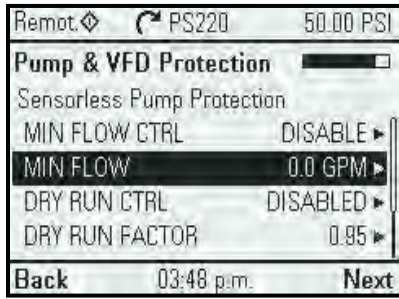 Remot. PS220 50.00 PSI
Pump & VFD Protection
Sensorless Pump Protection
MIN FLOW CTRL DISABLE
MIN FLOW 0.0 GPM
DRY RUN CTRL DISABLED
DRY RUN FACTOR 0.95
Back 03:48 p.m. Next